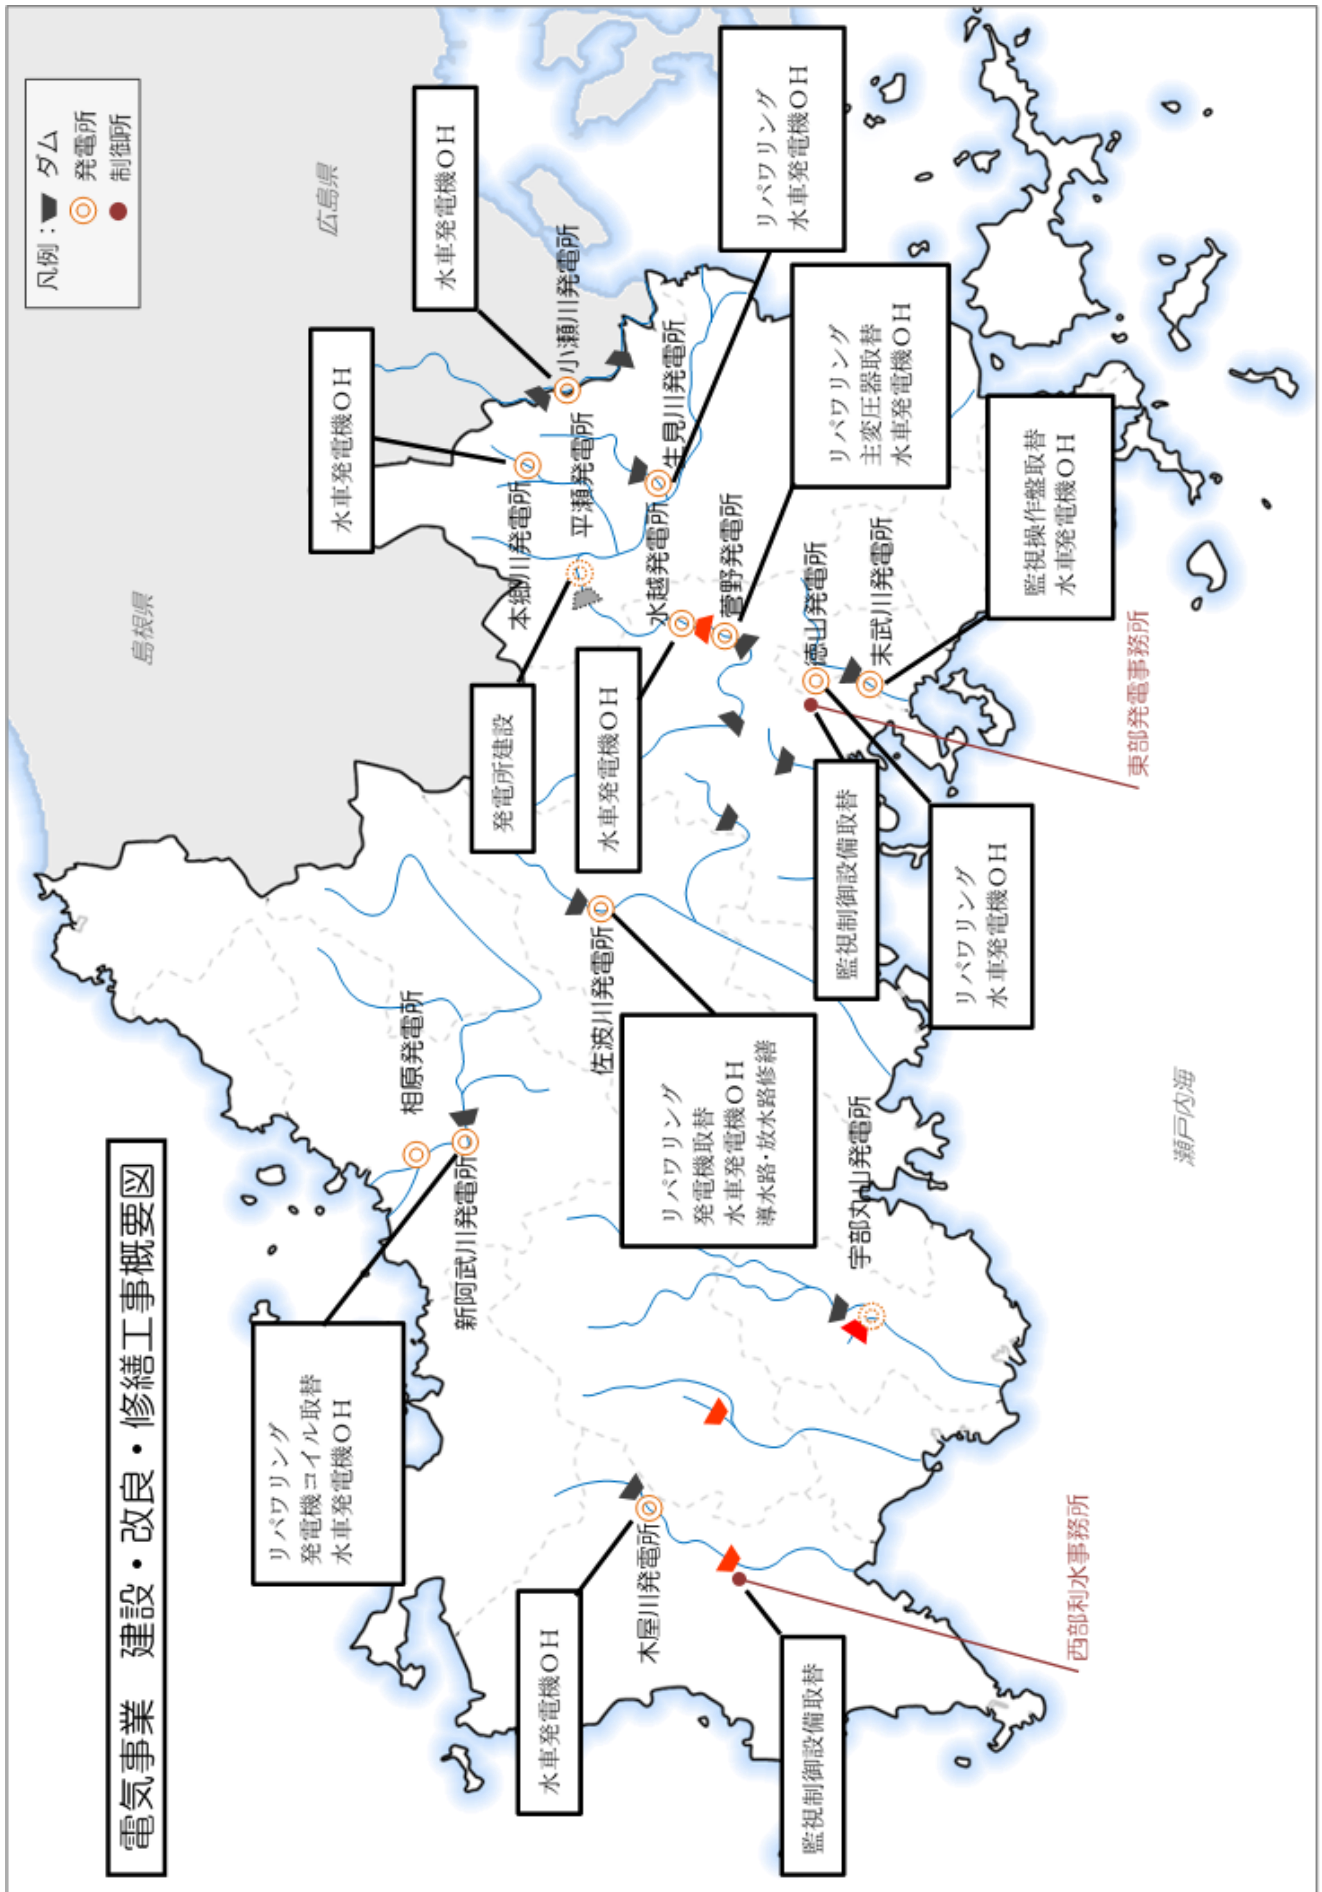 電気事業 建設・改良・修繕工事概要図
凡例：
ダム
発電所
制御所
島根県
広島県
瀬戸内海
リパワリング
発電機コイル取替
水車発電機ＯＨ
相原発電所
新阿武川発電所
水車発電機ＯＨ
木屋川発電所
監視制御設備取替
西部利水事務所
宇部丸山発電所
佐波川発電所
リパワリング
発電機取替
水車発電機ＯＨ
導水路・放水路修繕
発電所建設
平瀬発電所
水車発電機ＯＨ
本郷川発電所
水車発電機ＯＨ
小瀬川発電所
リパワリング
水車発電機ＯＨ
生見川発電所
水車発電機ＯＨ
水越発電所
リパワリング
主変圧器取替
水車発電機ＯＨ
菅野発電所
監視制御設備取替
徳山発電所
リパワリング
水車発電機ＯＨ
末武川発電所
監視操作盤取替
水車発電機ＯＨ
東部発電事務所